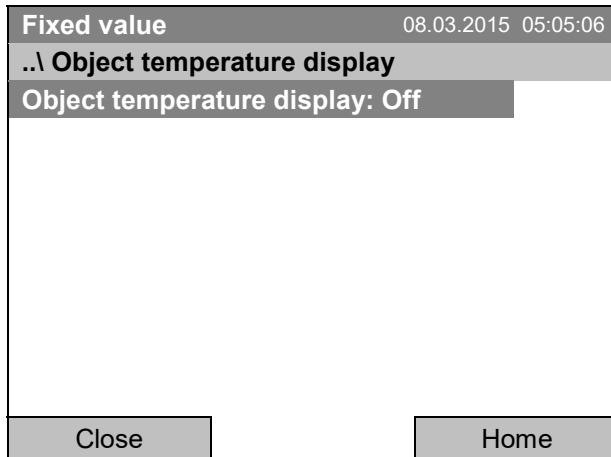 Fixed value 08.03.2015 05:05:06
..\ Object temperature display
Object temperature display: Off
Close Home